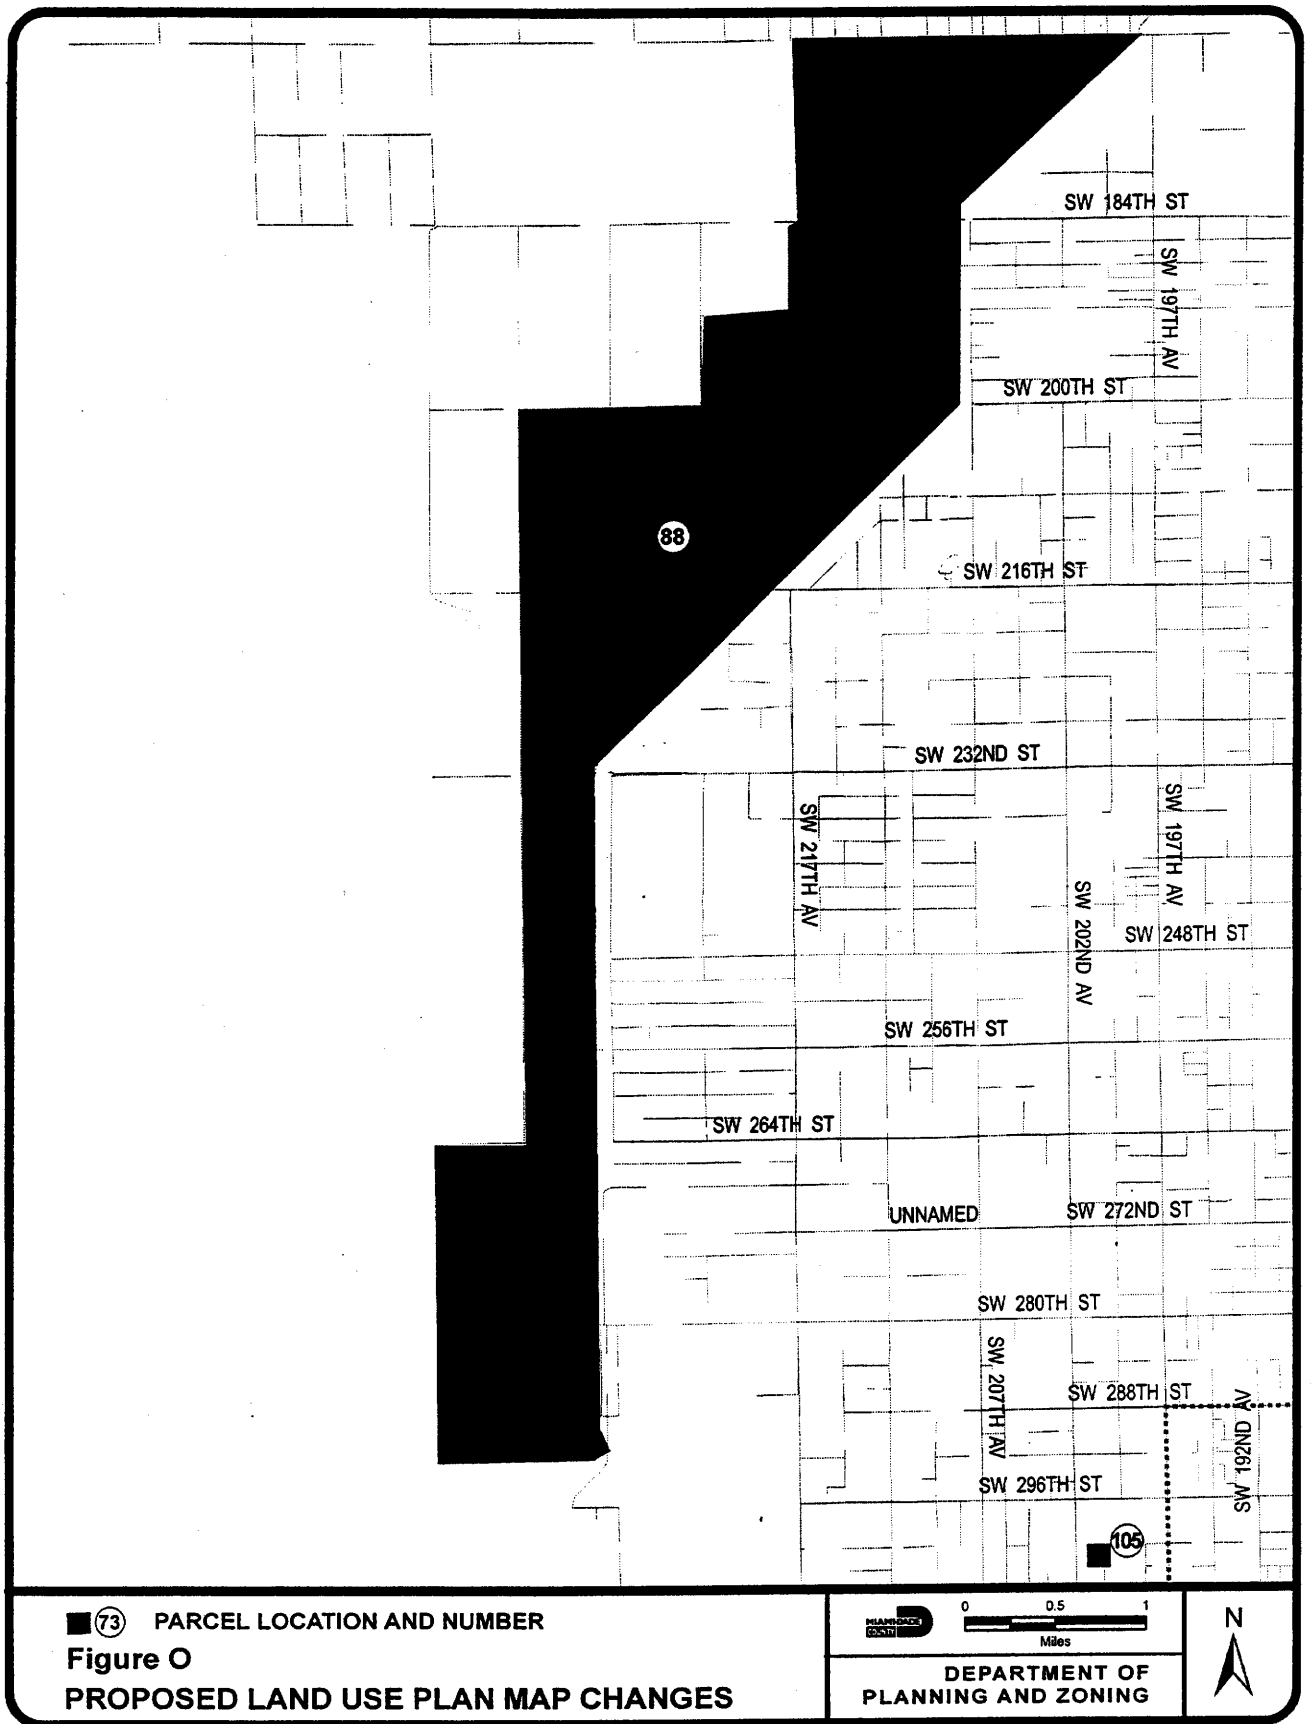 SW 184TH ST
SW 197TH AV
SW 200TH ST
88
SW 216TH ST
SW 232ND ST
SW 217TH AV
SW 197TH AV
SW 202ND AV
SW 248TH ST
SW 256TH ST
SW 264TH ST
UNNAMED
SW 272ND ST
SW 280TH ST
SW 207TH AV
SW 288TH ST
SW 192ND AV
SW 296TH ST
105
73 PARCEL LOCATION AND NUMBER
Figure O
PROPOSED LAND USE PLAN MAP CHANGES
MIAMI-DADE
COUNTY
0 0.5 1
Miles
DEPARTMENT OF
PLANNING AND ZONING
N